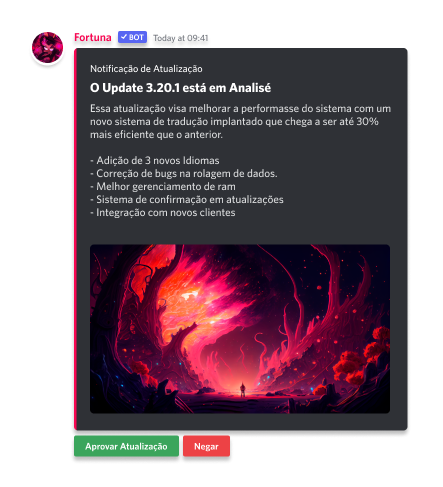 Fortuna ✓ BOT Today at 09:41
Notificação de Atualização
O Update 3.20.1 está em Analisé
Essa atualização visa melhorar a performasse do sistema com um
novo sistema de tradução implantado que chega a ser até 30%
mais eficiente que o anterior.
- Adição de 3 novos Idiomas
- Correção de bugs na rolagem de dados.
- Melhor gerenciamento de ram
- Sistema de confirmação em atualizações
- Integração com novos clientes
Aprovar Atualização Negar